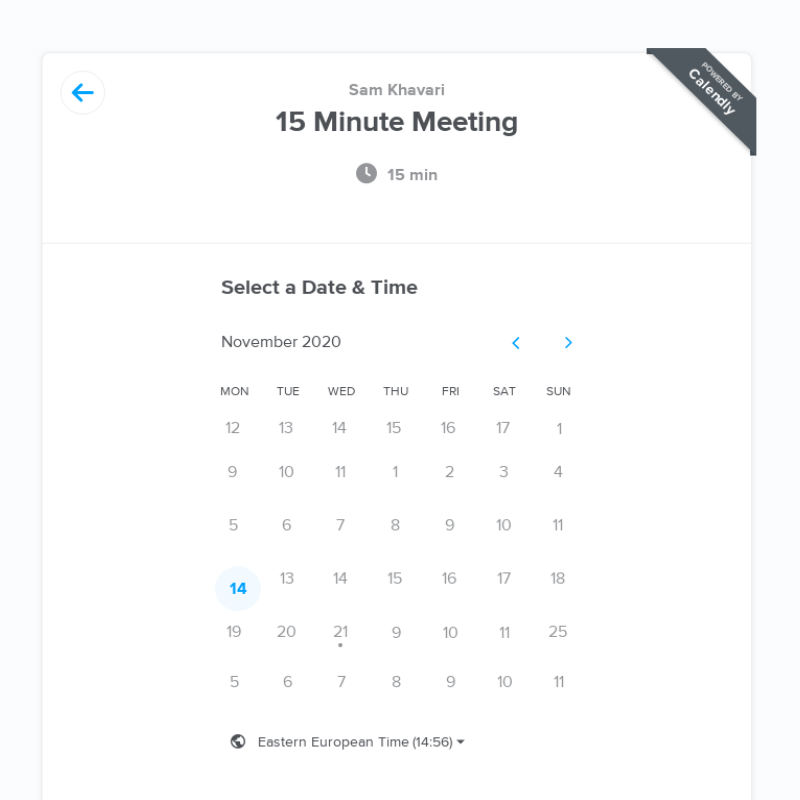 POWERED BY
Calendly
Sam Khavari
15 Minute Meeting
15 min
Select a Date & Time
November 2020
MON TUE WED THU FRI SAT SUN
12 13 14 15 16 17 1
9 10 11 1 2 3 4
5 6 7 8 9 10 11
14 13 14 15 16 17 18
19 20 21 9 10 11 25
5 6 7 8 9 10 11
Eastern European Time (14:56)